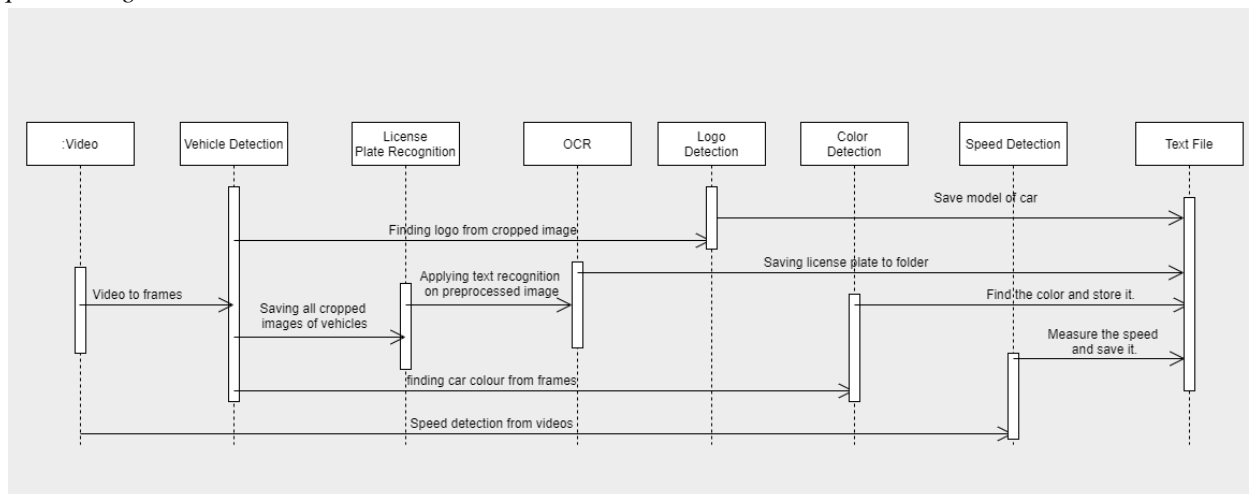 :Video
Vehicle Detection
License
Plate Recognition
OCR
Logo
Detection
Color
Detection
Speed Detection
Text File
Save model of car
Finding logo from cropped image
Saving license plate to folder
Applying text recognition
on preprocessed image
Video to frames
Find the color and store it.
Saving all cropped
images of vehicles
Measure the speed
and save it.
finding car colour from frames
Speed detection from videos